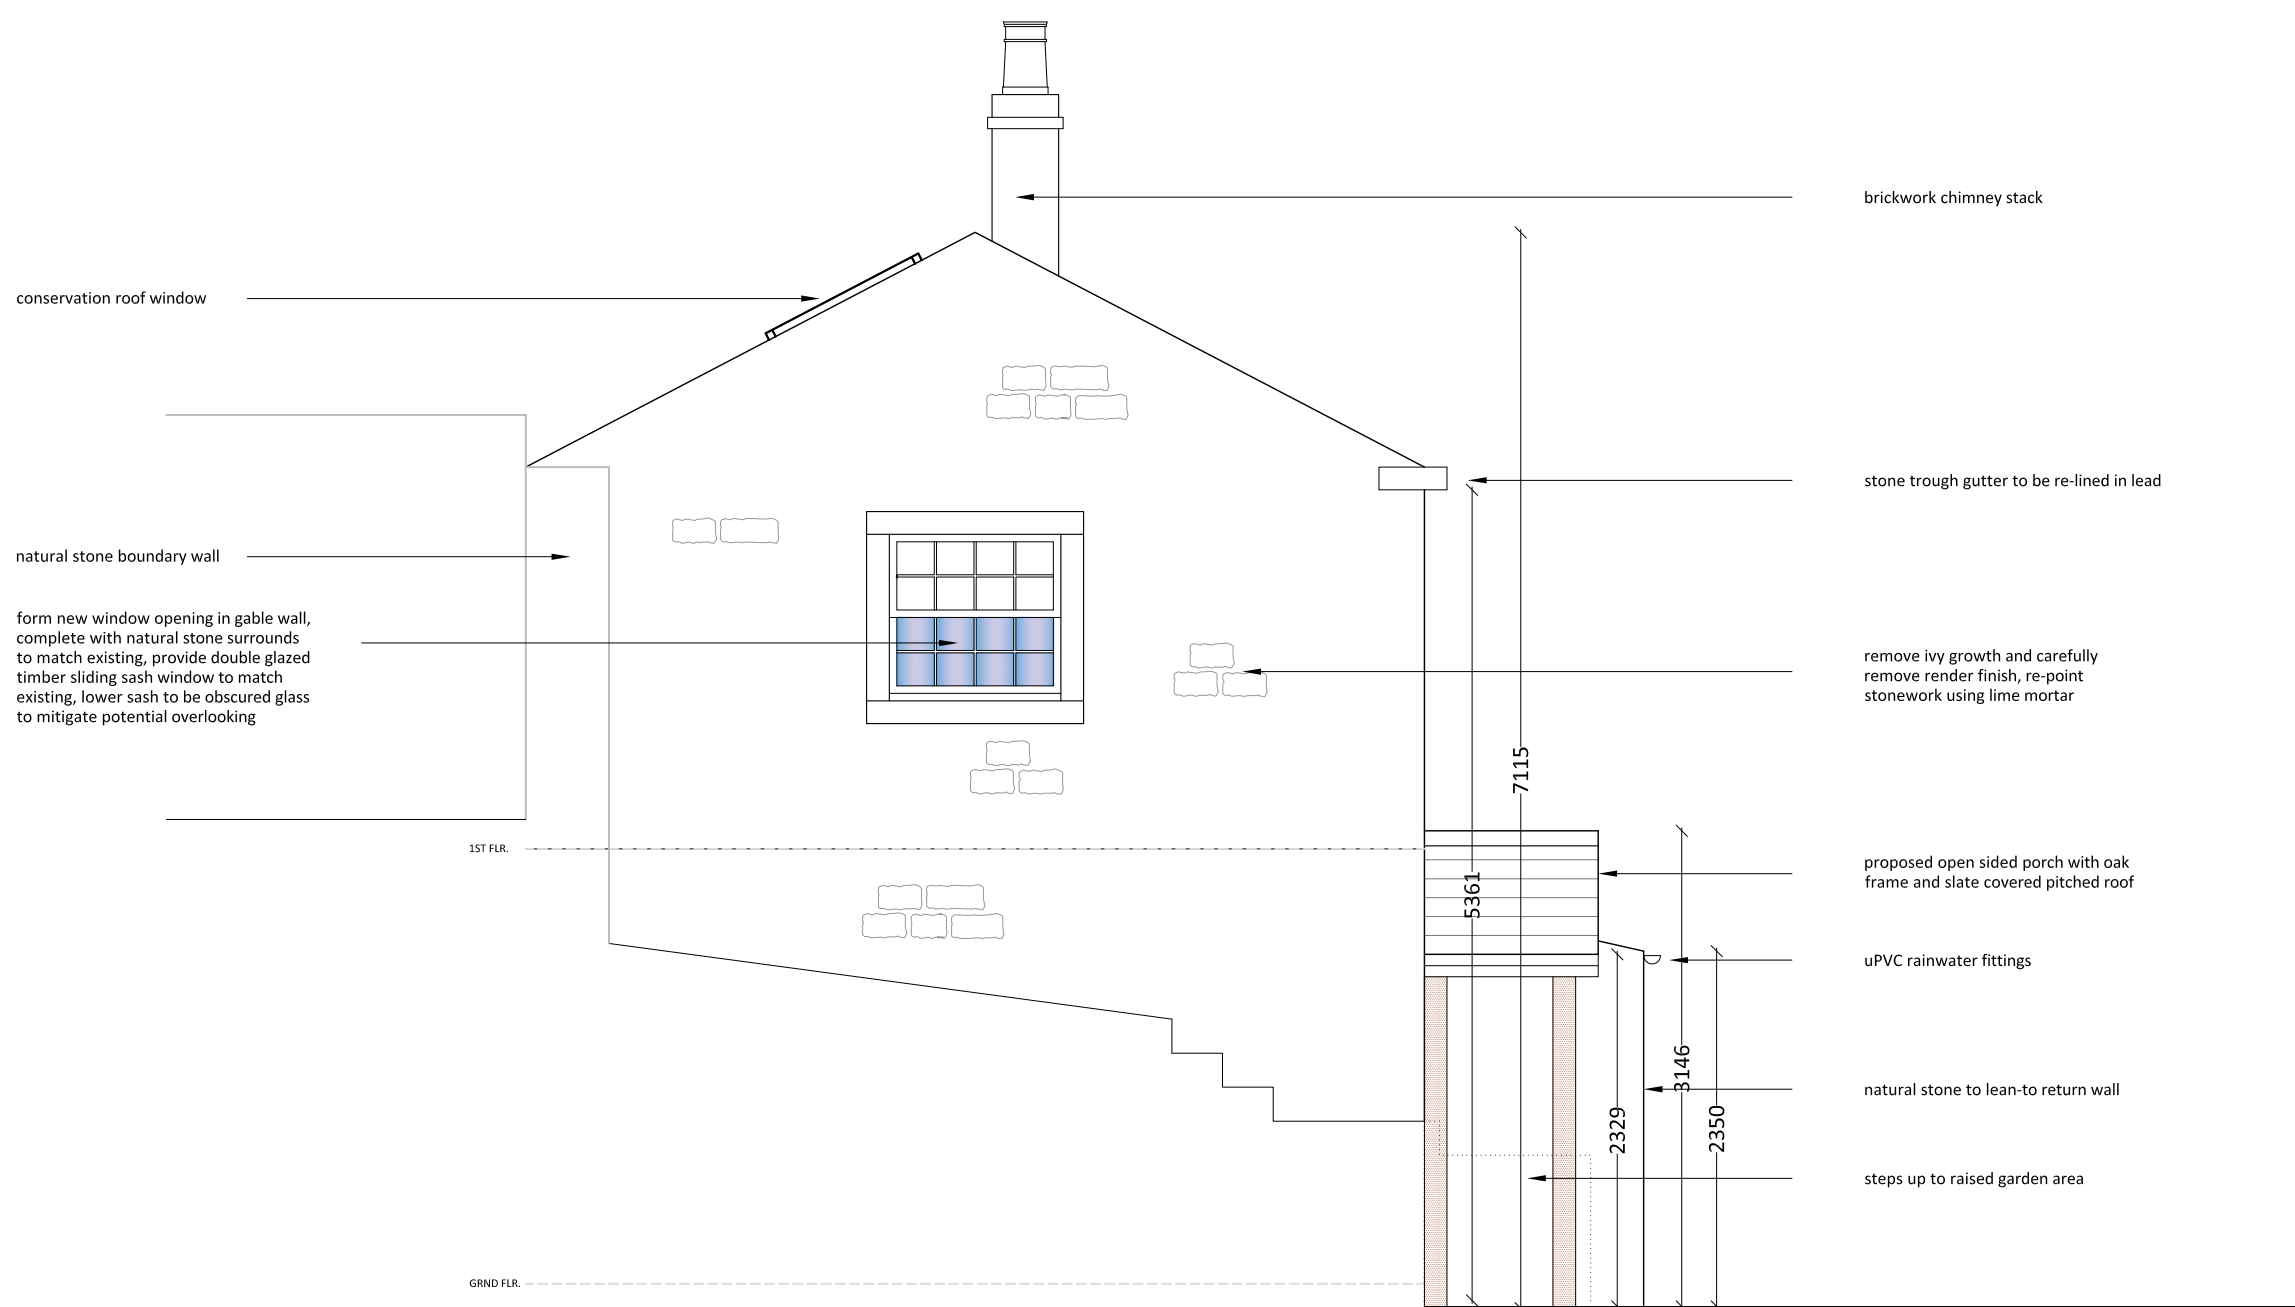 brickwork chimney stack
conservation roof window
stone trough gutter to be re-lined in lead
natural stone boundary wall
form new window opening in gable wall,
complete with natural stone surrounds
to match existing, provide double glazed
timber sliding sash window to match
existing, lower sash to be obscured glass
to mitigate potential overlooking
remove ivy growth and carefully
remove render finish, re-point
stonework using lime mortar
7115
1ST FLR.
5361
proposed open sided porch with oak
frame and slate covered pitched roof
uPVC rainwater fittings
3146
natural stone to lean-to return wall
2329
2350
steps up to raised garden area
GRND FLR.